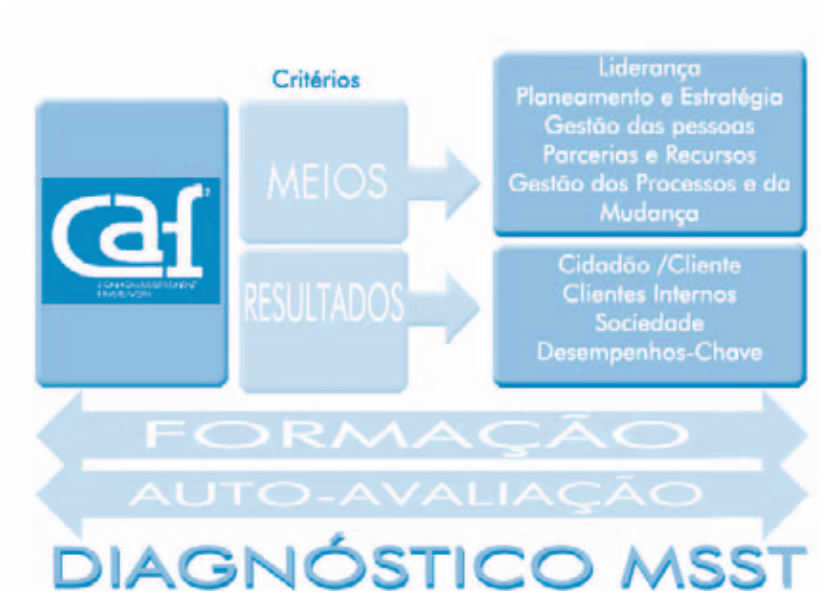 Critérios
Caf
MEIOS
Liderança
Planeamento e Estratégia
Gestão das pessoas
Parcerias e Recursos
Gestão dos Processos e da
Mudança
RESULTADOS
Cidadão /Cliente
Clientes Internos
Sociedade
Desempenhos-Chave
FORMAÇÃO
AUTO-AVALIAÇÃO
DIAGNÓSTICO MSST